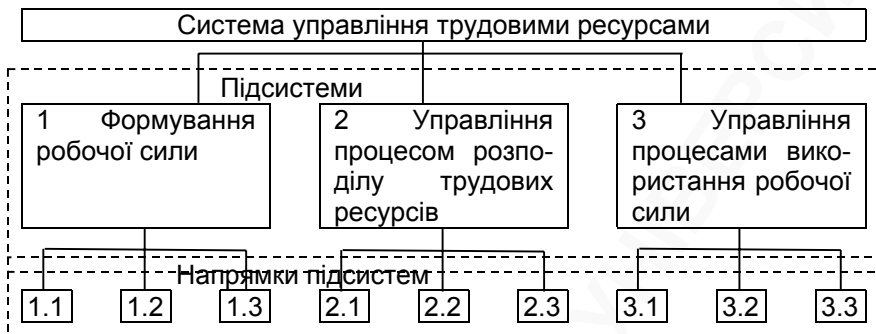 Система управління трудовими ресурсами
Підсистеми
1 Формування
робочої сили
2 Управління
процесом розпо-
ділу трудових
ресурсів
3 Управління
процесами вико-
ристання робочої
сили
Напрямки підсистем
1.1 1.2 1.3 2.1 2.2 2.3 3.1 3.2 3.3